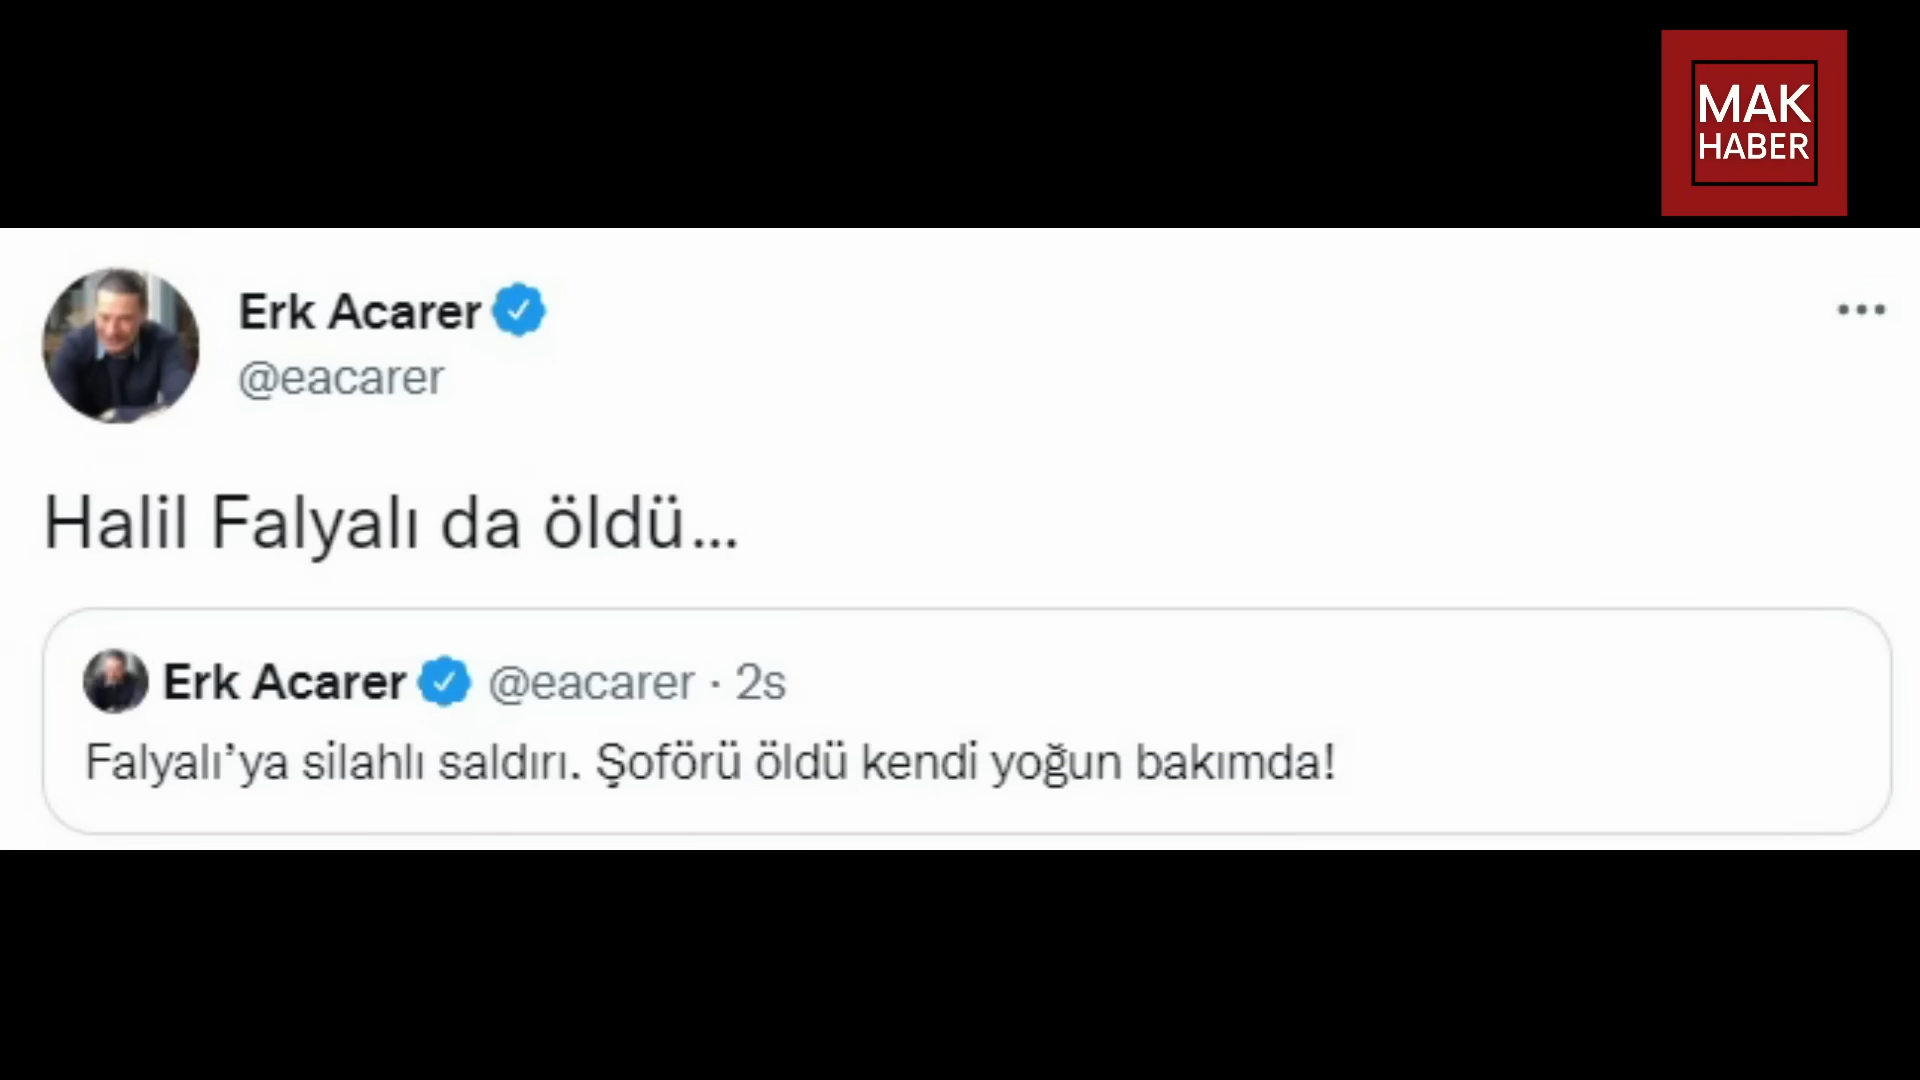 MAK
HABER
Erk Acarer
@eacarer
Halil Falyalı da öldü...
Erk Acarer @eacarer · 2s
Falyalı’ya silahlı saldırı. Şoförü öldü kendi yoğun bakımda!